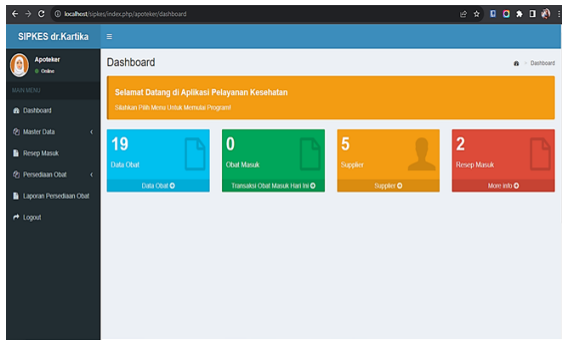 localhost/sipkes/index.php/apoteker/dashboard
SIPKES dr.Kartika
Apoteker
Online
MAIN MENU
Dashboard
Master Data
Resep Masuk
Persediaan Obat
Laporan Persediaan Obat
Logout
Dashboard
Dashboard
Selamat Datang di Aplikasi Pelayanan Kesehatan
Silahkan Pilih Menu Untuk Memulai Program!
19
Data Obat
Data Obat
0
Obat Masuk
Transaksi Obat Masuk Hari Ini
5
Supplier
Supplier
2
Resep Masuk
More info